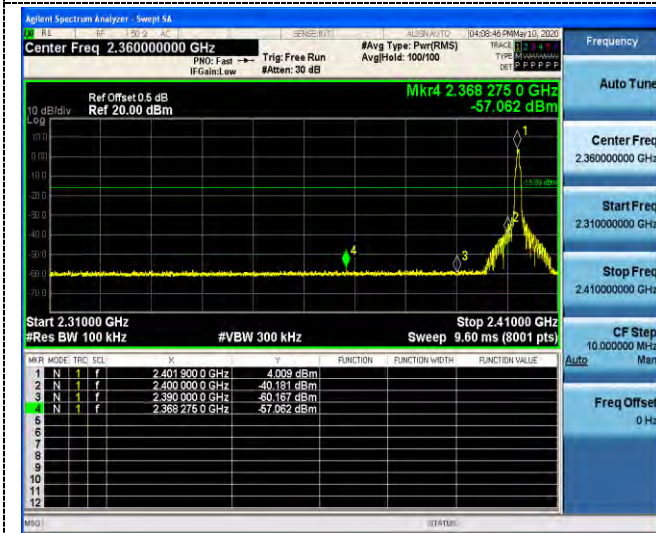 Agilent Spectrum Analyzer - Swept SA
RL RF 50 Ω AC SENSE:INT ALIGN AUTO 04:08:46 PM May 10, 2020
Center Freq 2.360000000 GHz #Avg Type: Pwr(RMS) TRACE 1 2 3 4 5 6
PNO: Fast Trig: Free Run Avg|Hold: 100/100 TYPE
IFGain:Low #Atten: 30 dB DET P P P P P P
Ref Offset 0.5 dB Mkr4 2.368 275 0 GHz
10 dB/div Ref 20.00 dBm -57.062 dBm
Log
10.0
0.00
-10.0
-20.0
-30.0
-40.0
-50.0
-60.0
-70.0
1
2
3
4
Start 2.31000 GHz Stop 2.41000 GHz
#Res BW 100 kHz #VBW 300 kHz Sweep 9.60 ms (8001 pts)
MKR MODE TRC SCL X Y FUNCTION FUNCTION WIDTH FUNCTION VALUE
1 N 1 f 2.401 900 0 GHz 4.009 dBm
2 N 1 f 2.400 000 0 GHz -40.181 dBm
3 N 1 f 2.390 000 0 GHz -60.167 dBm
4 N 1 f 2.368 275 0 GHz -57.062 dBm
5
6
7
8
9
10
11
12
MSG STATUS
Frequency
Auto Tune
Center Freq
2.360000000 GHz
Start Freq
2.310000000 GHz
Stop Freq
2.410000000 GHz
CF Step
10.000000 MHz
Auto Man
Freq Offset
0 Hz